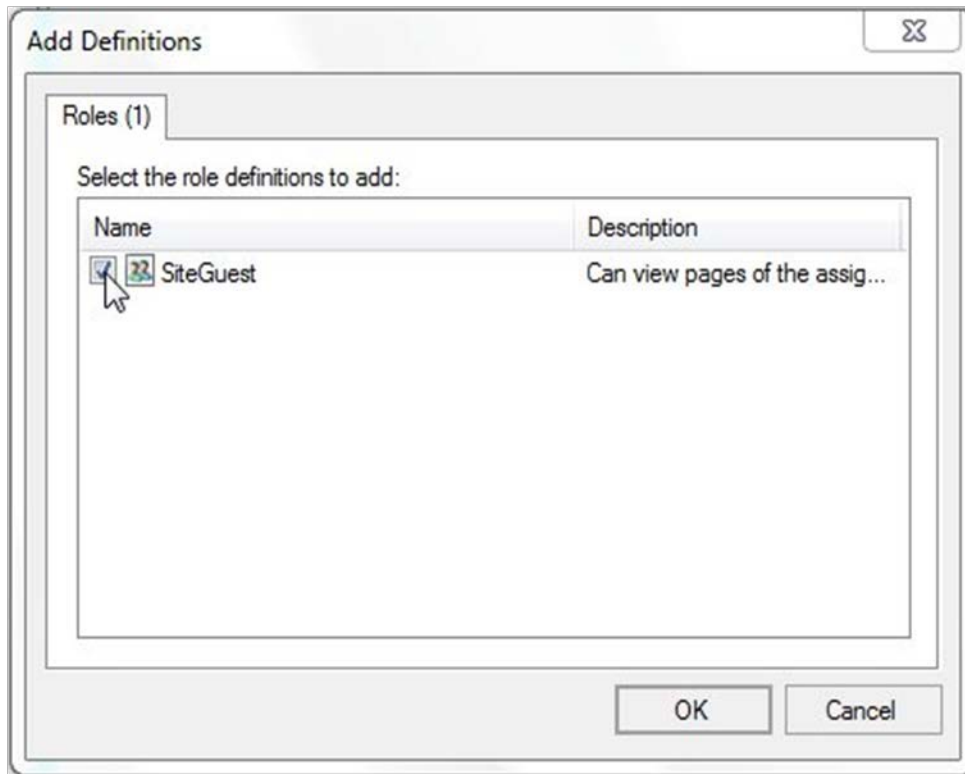 Add Definitions
Roles (1)
Select the role definitions to add:
Name Description
SiteGuest Can view pages of the assig...
OK Cancel